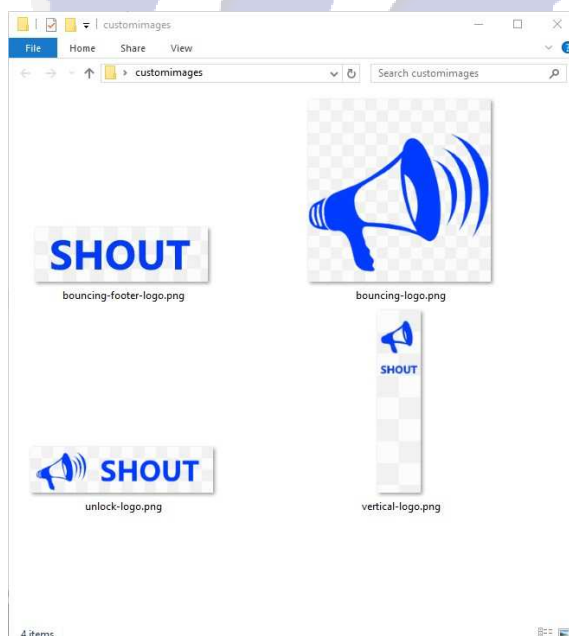 customimages
File Home Share View
customimages Search customimages
SHOUT
bouncing-footer-logo.png
bouncing-logo.png
SHOUT
SHOUT
unlock-logo.png
vertical-logo.png
4 items